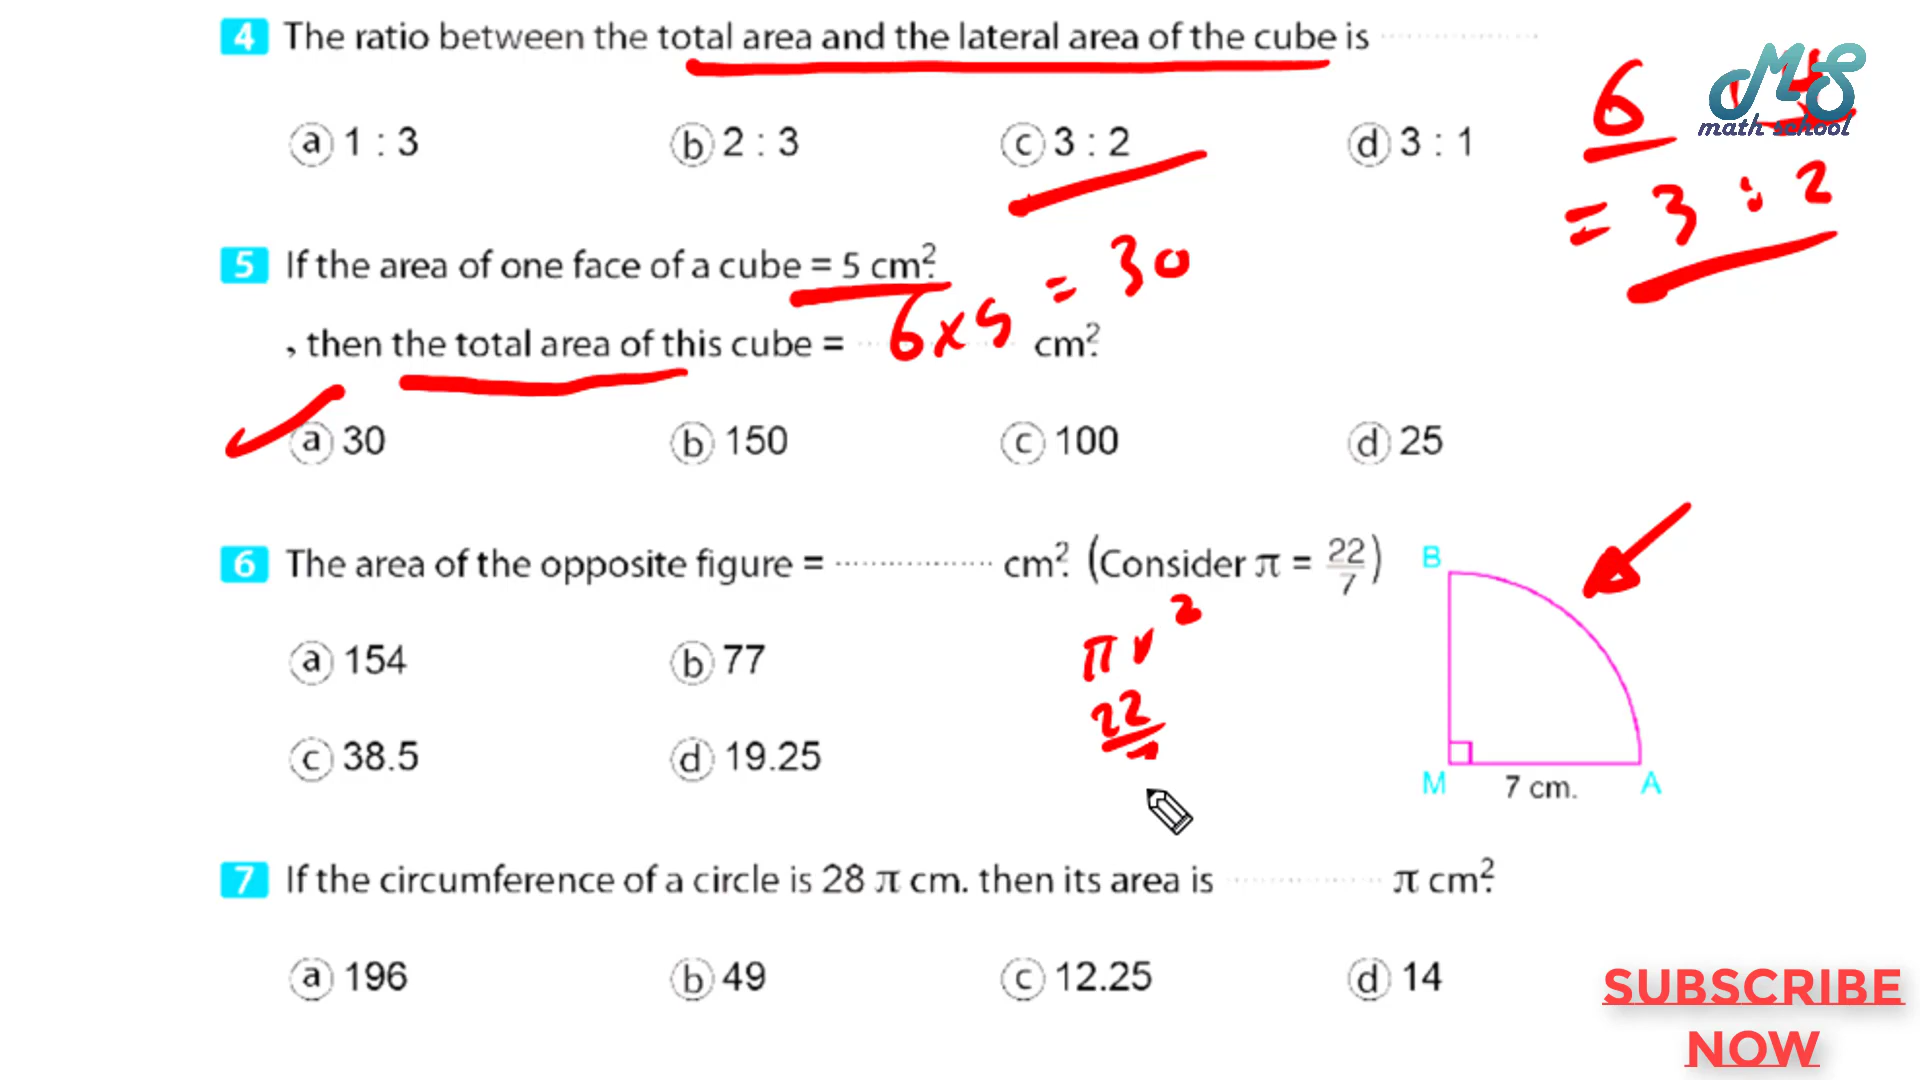 4 The ratio between the total area and the lateral area of the cube is
6 : 4
MS
math school
a 1 : 3 b 2 : 3 c 3 : 2 d 3 : 1
= 3 : 2
5 If the area of one face of a cube = 5 cm².
6 x 5 = 30
, then the total area of this cube = cm².
a 30 b 150 c 100 d 25
6 The area of the opposite figure = cm². (Consider π = 22/7)
π r²
22/7
a 154 b 77
c 38.5 d 19.25
B
M 7 cm. A
7 If the circumference of a circle is 28 π cm. then its area is π cm².
a 196 b 49 c 12.25 d 14
SUBSCRIBE
NOW